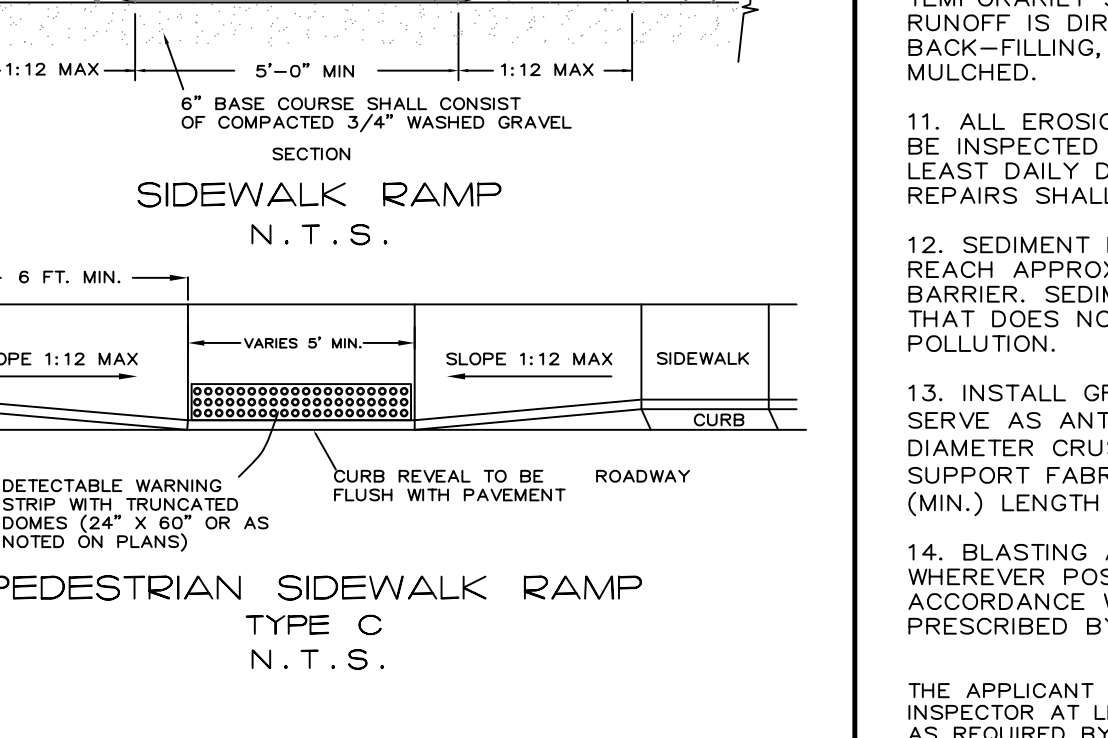 1:12 MAX
5'-0" MIN
1:12 MAX
6" BASE COURSE SHALL CONSIST
OF COMPACTED 3/4" WASHED GRAVEL
SECTION
SIDEWALK RAMP
N.T.S.
6 FT. MIN.
VARIES 5' MIN.
OPE 1:12 MAX
SLOPE 1:12 MAX
SIDEWALK
CURB
DETECTABLE WARNING
STRIP WITH TRUNCATED
DOMES (24" X 60" OR AS
NOTED ON PLANS)
CURB REVEAL TO BE
FLUSH WITH PAVEMENT
ROADWAY
PEDESTRIAN SIDEWALK RAMP
TYPE C
N.T.S.
RUNOFF IS DIR
BACK-FILLING,
MULCHED.
11. ALL EROSIO
BE INSPECTED
LEAST DAILY D
REPAIRS SHALL
12. SEDIMENT
REACH APPROX
BARRIER. SEDIM
THAT DOES NO
POLLUTION.
13. INSTALL GR
SERVE AS ANT
DIAMETER CRUS
SUPPORT FABR
(MIN.) LENGTH
14. BLASTING A
WHEREVER POS
ACCORDANCE W
PRESCRIBED BY
THE APPLICANT
INSPECTOR AT L
AS REQUIRED BY